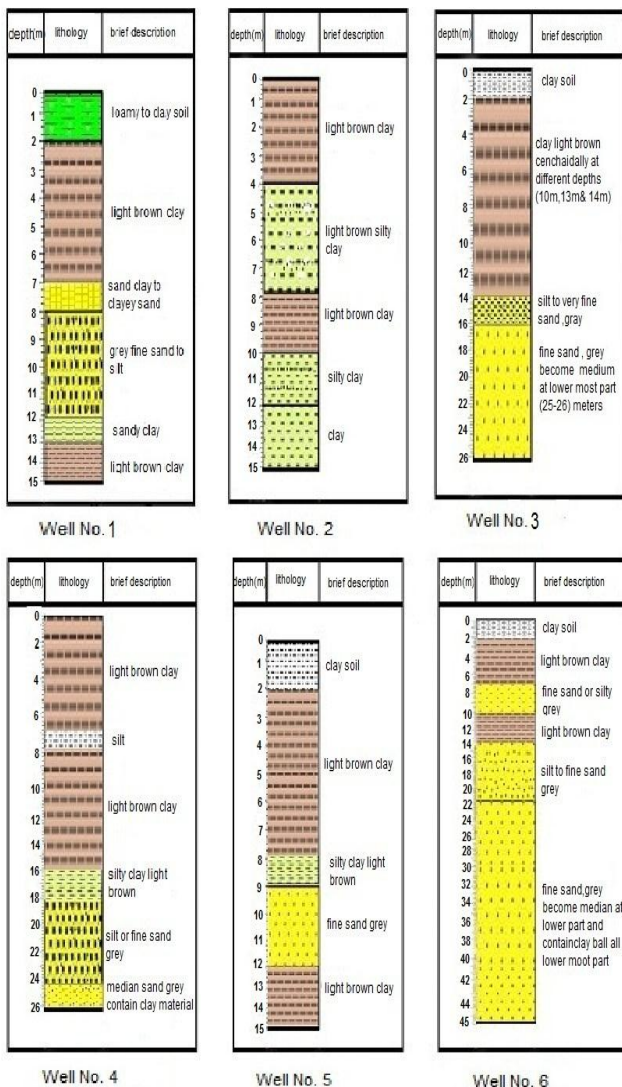 depth(m) lithology brief description
0
loamy to clay soil
1
2
3
4
light brown clay
5
6
7
sand clay to
clayey sand
8
9
grey fine sand to
silt
10
11
12
sandy clay
13
14
light brown clay
15
Well No. 1
depth(m) lithology brief description
0
1
light brown clay
2
3
4
5
light brown silty
clay
6
7
8
light brown clay
9
10
silty clay
11
12
13
clay
14
15
Well No. 2
depth(m) lithology brief description
0
clay soil
2
4
clay light brown
cenchaidally at
different depths
(10m,13m& 14m)
6
8
10
12
14
silt to very fine
sand ,gray
16
18
fine sand , grey
become medium
at lower most part
(25-26) meters
20
22
24
26
Well No. 3
depth(m) lithology brief description
0
2
light brown clay
4
6
silt
8
10
light brown clay
12
14
16
silty clay light
brown
18
20
silt or fine sand
grey
22
24
median sand grey
contain clay material
26
Well No. 4
depth(m) lithology brief description
0
clay soil
1
2
3
4
light brown clay
5
6
7
8
silty clay light
brown
9
10
fine sand grey
11
12
13
light brown clay
14
15
Well No. 5
depth(m) lithology brief description
0
clay soil
2
4
light brown clay
6
8
fine sand or silty
grey
10
12
light brown clay
14
16
silt to fine sand
grey
18
20
22
22
24
26
28
30
32
fine sand,grey
become median at
lower part and
containclay ball all
lower moot part
34
36
38
40
44
45
Well No. 6